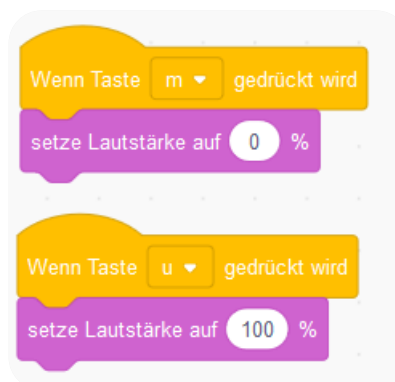 Wenn Taste m gedrückt wird
setze Lautstärke auf 0 %
Wenn Taste u gedrückt wird
setze Lautstärke auf 100 %